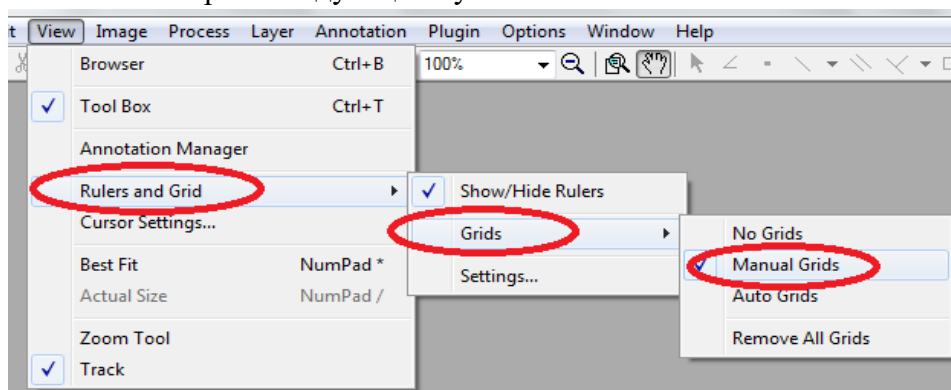 View Image Process Layer Annotation Plugin Options Window Help
Browser Ctrl+B 100%
Tool Box Ctrl+T
Annotation Manager
Rulers and Grid Show/Hide Rulers
Cursor Settings... Grids No Grids
Best Fit NumPad * Settings... Manual Grids
Actual Size NumPad / Auto Grids
Zoom Tool Remove All Grids
Track